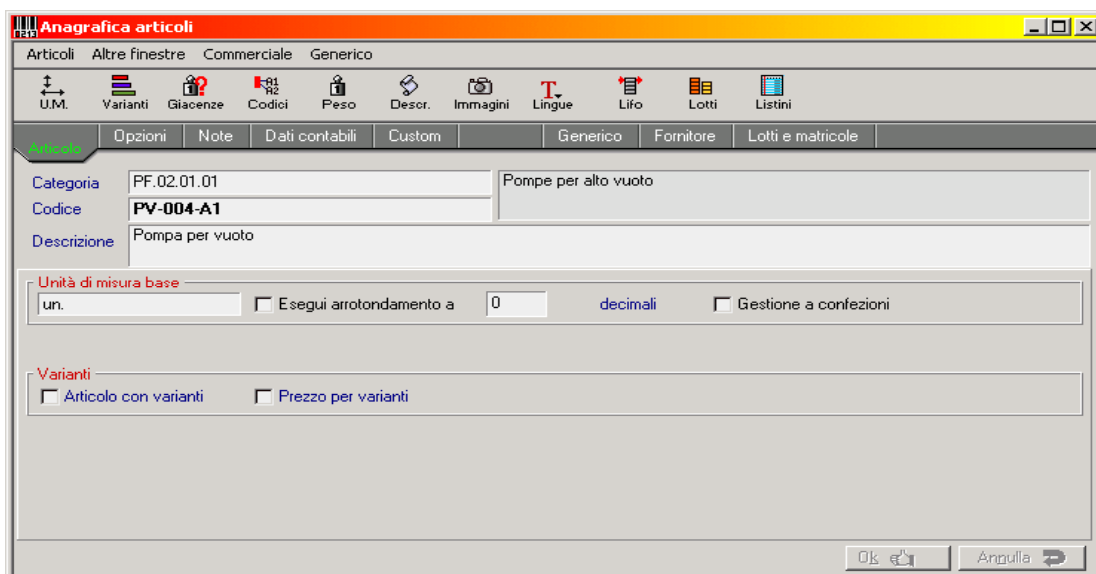 Anagrafica articoli
Articoli Altre finestre Commerciale Generico
U.M. Varianti Giacenze Codici Peso Descr. Immagini Lingue Lifo Lotti Listini
Articolo Opzioni Note Dati contabili Custom Generico Fornitore Lotti e matricole
Categoria PF.02.01.01 Pompe per alto vuoto
Codice PV-004-A1
Descrizione Pompa per vuoto
Unità di misura base
un. Esegui arrotondamento a 0 decimali Gestione a confezioni
Varianti
Articolo con varianti Prezzo per varianti
Ok Annulla